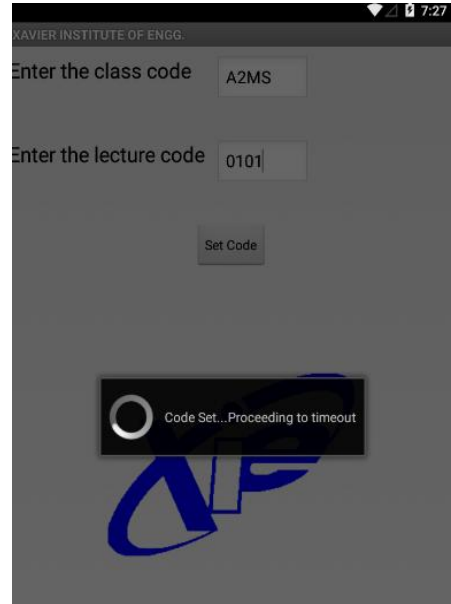 7:27
XAVIER INSTITUTE OF ENGG.
Enter the class code
A2MS
Enter the lecture code
0101
Set Code
Code Set...Proceeding to timeout